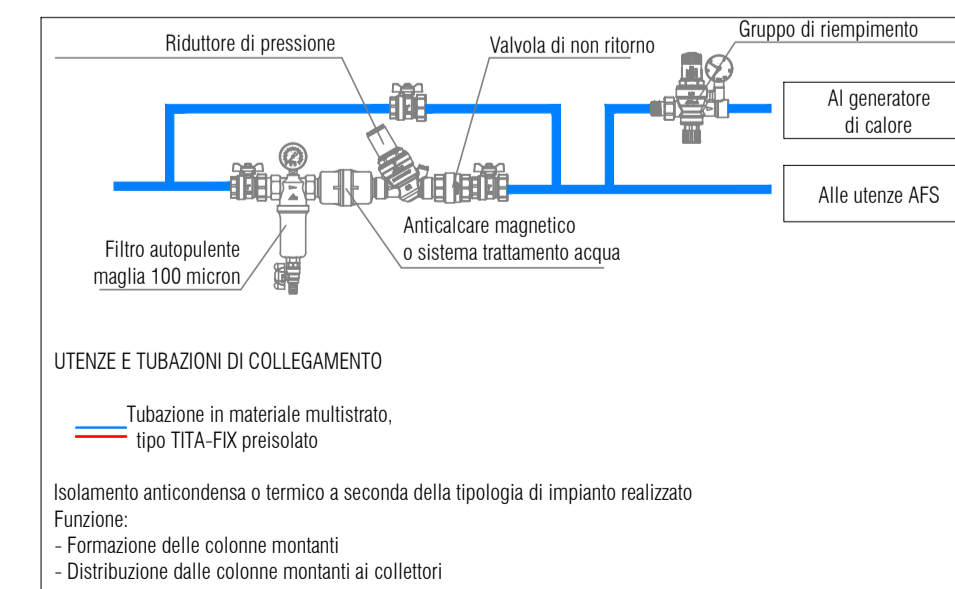 Riduttore di pressione
Valvola di non ritorno
Gruppo di riempimento
Al generatore
di calore
Alle utenze AFS
Anticalcare magnetico
o sistema trattamento acqua
Filtro autopulente
maglia 100 micron
UTENZE E TUBAZIONI DI COLLEGAMENTO
Tubazione in materiale multistrato,
tipo TITA-FIX preisolato
Isolamento anticondensa o termico a seconda della tipologia di impianto realizzato
Funzione:
- Formazione delle colonne montanti
- Distribuzione dalle colonne montanti ai collettori